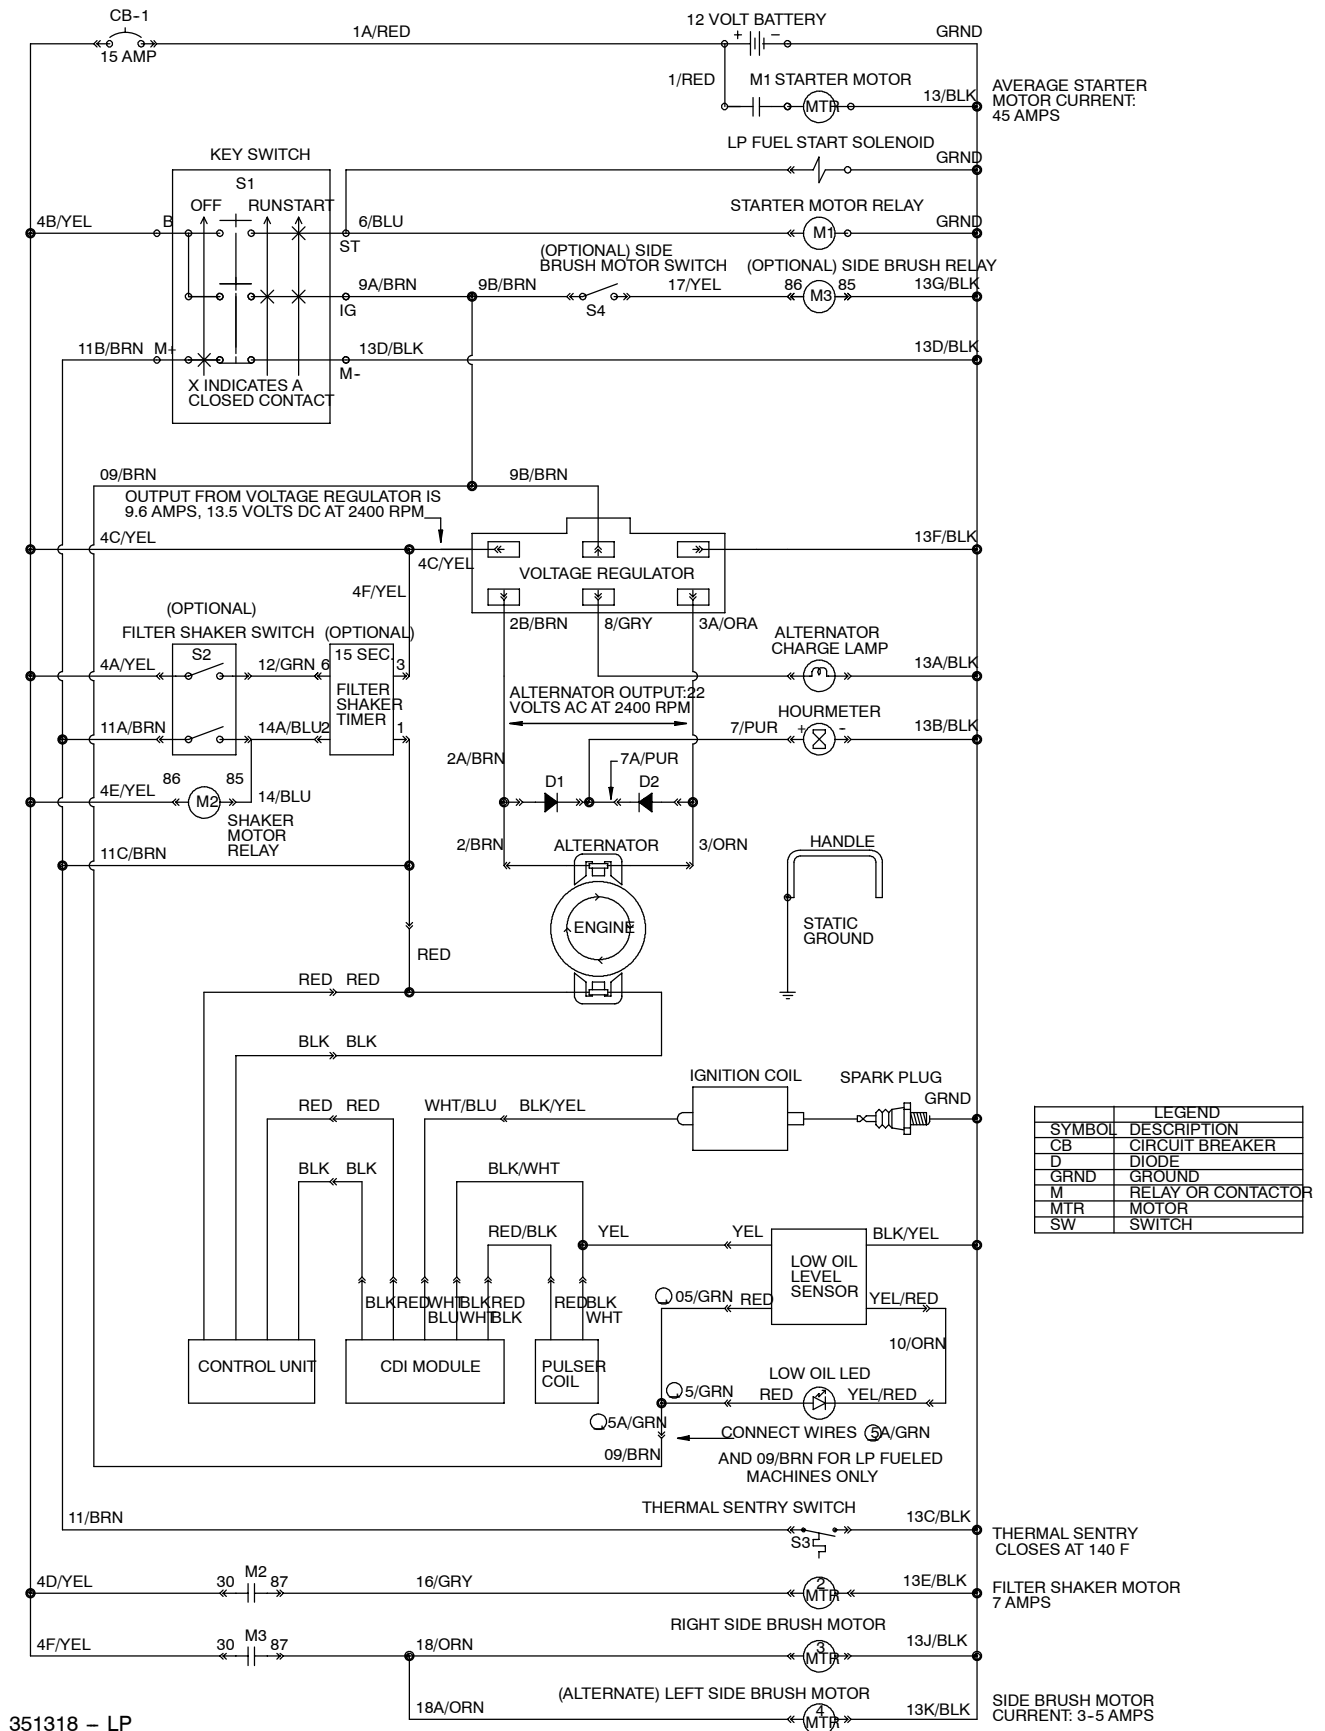 CB-1
15 AMP
1A/RED
12 VOLT BATTERY
+ -
GRND
1/RED
M1 STARTER MOTOR
MTR
13/BLK
AVERAGE STARTER
MOTOR CURRENT:
45 AMPS
LP FUEL START SOLENOID
GRND
KEY SWITCH
S1
OFF RUN START
4B/YEL
B
6/BLU
ST
STARTER MOTOR RELAY
M1
GRND
(OPTIONAL) SIDE
BRUSH MOTOR SWITCH
(OPTIONAL) SIDE BRUSH RELAY
9A/BRN
IG
9B/BRN
S4
17/YEL
86 M3 85
13G/BLK
11B/BRN
M+
13D/BLK
M-
13D/BLK
X INDICATES A
CLOSED CONTACT
09/BRN
9B/BRN
OUTPUT FROM VOLTAGE REGULATOR IS
9.6 AMPS, 13.5 VOLTS DC AT 2400 RPM
4C/YEL
4C/YEL
13F/BLK
VOLTAGE REGULATOR
4F/YEL
2B/BRN
8/GRY
3A/ORA
(OPTIONAL)
FILTER SHAKER SWITCH
(OPTIONAL)
S2
15 SEC.
FILTER
SHAKER
TIMER
4A/YEL
12/GRN
6
3
ALTERNATOR
CHARGE LAMP
13A/BLK
ALTERNATOR OUTPUT:22
VOLTS AC AT 2400 RPM
11A/BRN
14A/BLU
2
1
HOURMETER
7/PUR
+ -
13B/BLK
2A/BRN
7A/PUR
D1
D2
4E/YEL
86 M2 85
14/BLU
SHAKER
MOTOR
RELAY
2/BRN
ALTERNATOR
3/ORN
HANDLE
11C/BRN
ENGINE
STATIC
GROUND
RED
RED RED
BLK BLK
IGNITION COIL
SPARK PLUG
GRND
RED RED
WHT/BLU
BLK/YEL
BLK BLK
BLK/WHT
RED/BLK
YEL
YEL
BLK/YEL
LOW OIL
LEVEL
SENSOR
BLK RED WHT BLK RED
BLU WHT BLK
RED BLK
WHT
05/GRN
RED
YEL/RED
10/ORN
CONTROL UNIT
CDI MODULE
PULSER
COIL
LOW OIL LED
5/GRN
RED
YEL/RED
5A/GRN
CONNECT WIRES 5A/GRN
09/BRN
AND 09/BRN FOR LP FUELED
MACHINES ONLY
LEGEND
SYMBOL DESCRIPTION
CB CIRCUIT BREAKER
D DIODE
GRND GROUND
M RELAY OR CONTACTOR
MTR MOTOR
SW SWITCH
THERMAL SENTRY SWITCH
11/BRN
S3
13C/BLK
THERMAL SENTRY
CLOSES AT 140 F
4D/YEL
30 M2 87
16/GRY
2
MTR
13E/BLK
FILTER SHAKER MOTOR
7 AMPS
RIGHT SIDE BRUSH MOTOR
4F/YEL
30 M3 87
18/ORN
3
MTR
13J/BLK
(ALTERNATE) LEFT SIDE BRUSH MOTOR
18A/ORN
4
MTR
13K/BLK
SIDE BRUSH MOTOR
CURRENT: 3-5 AMPS
351318 – LP